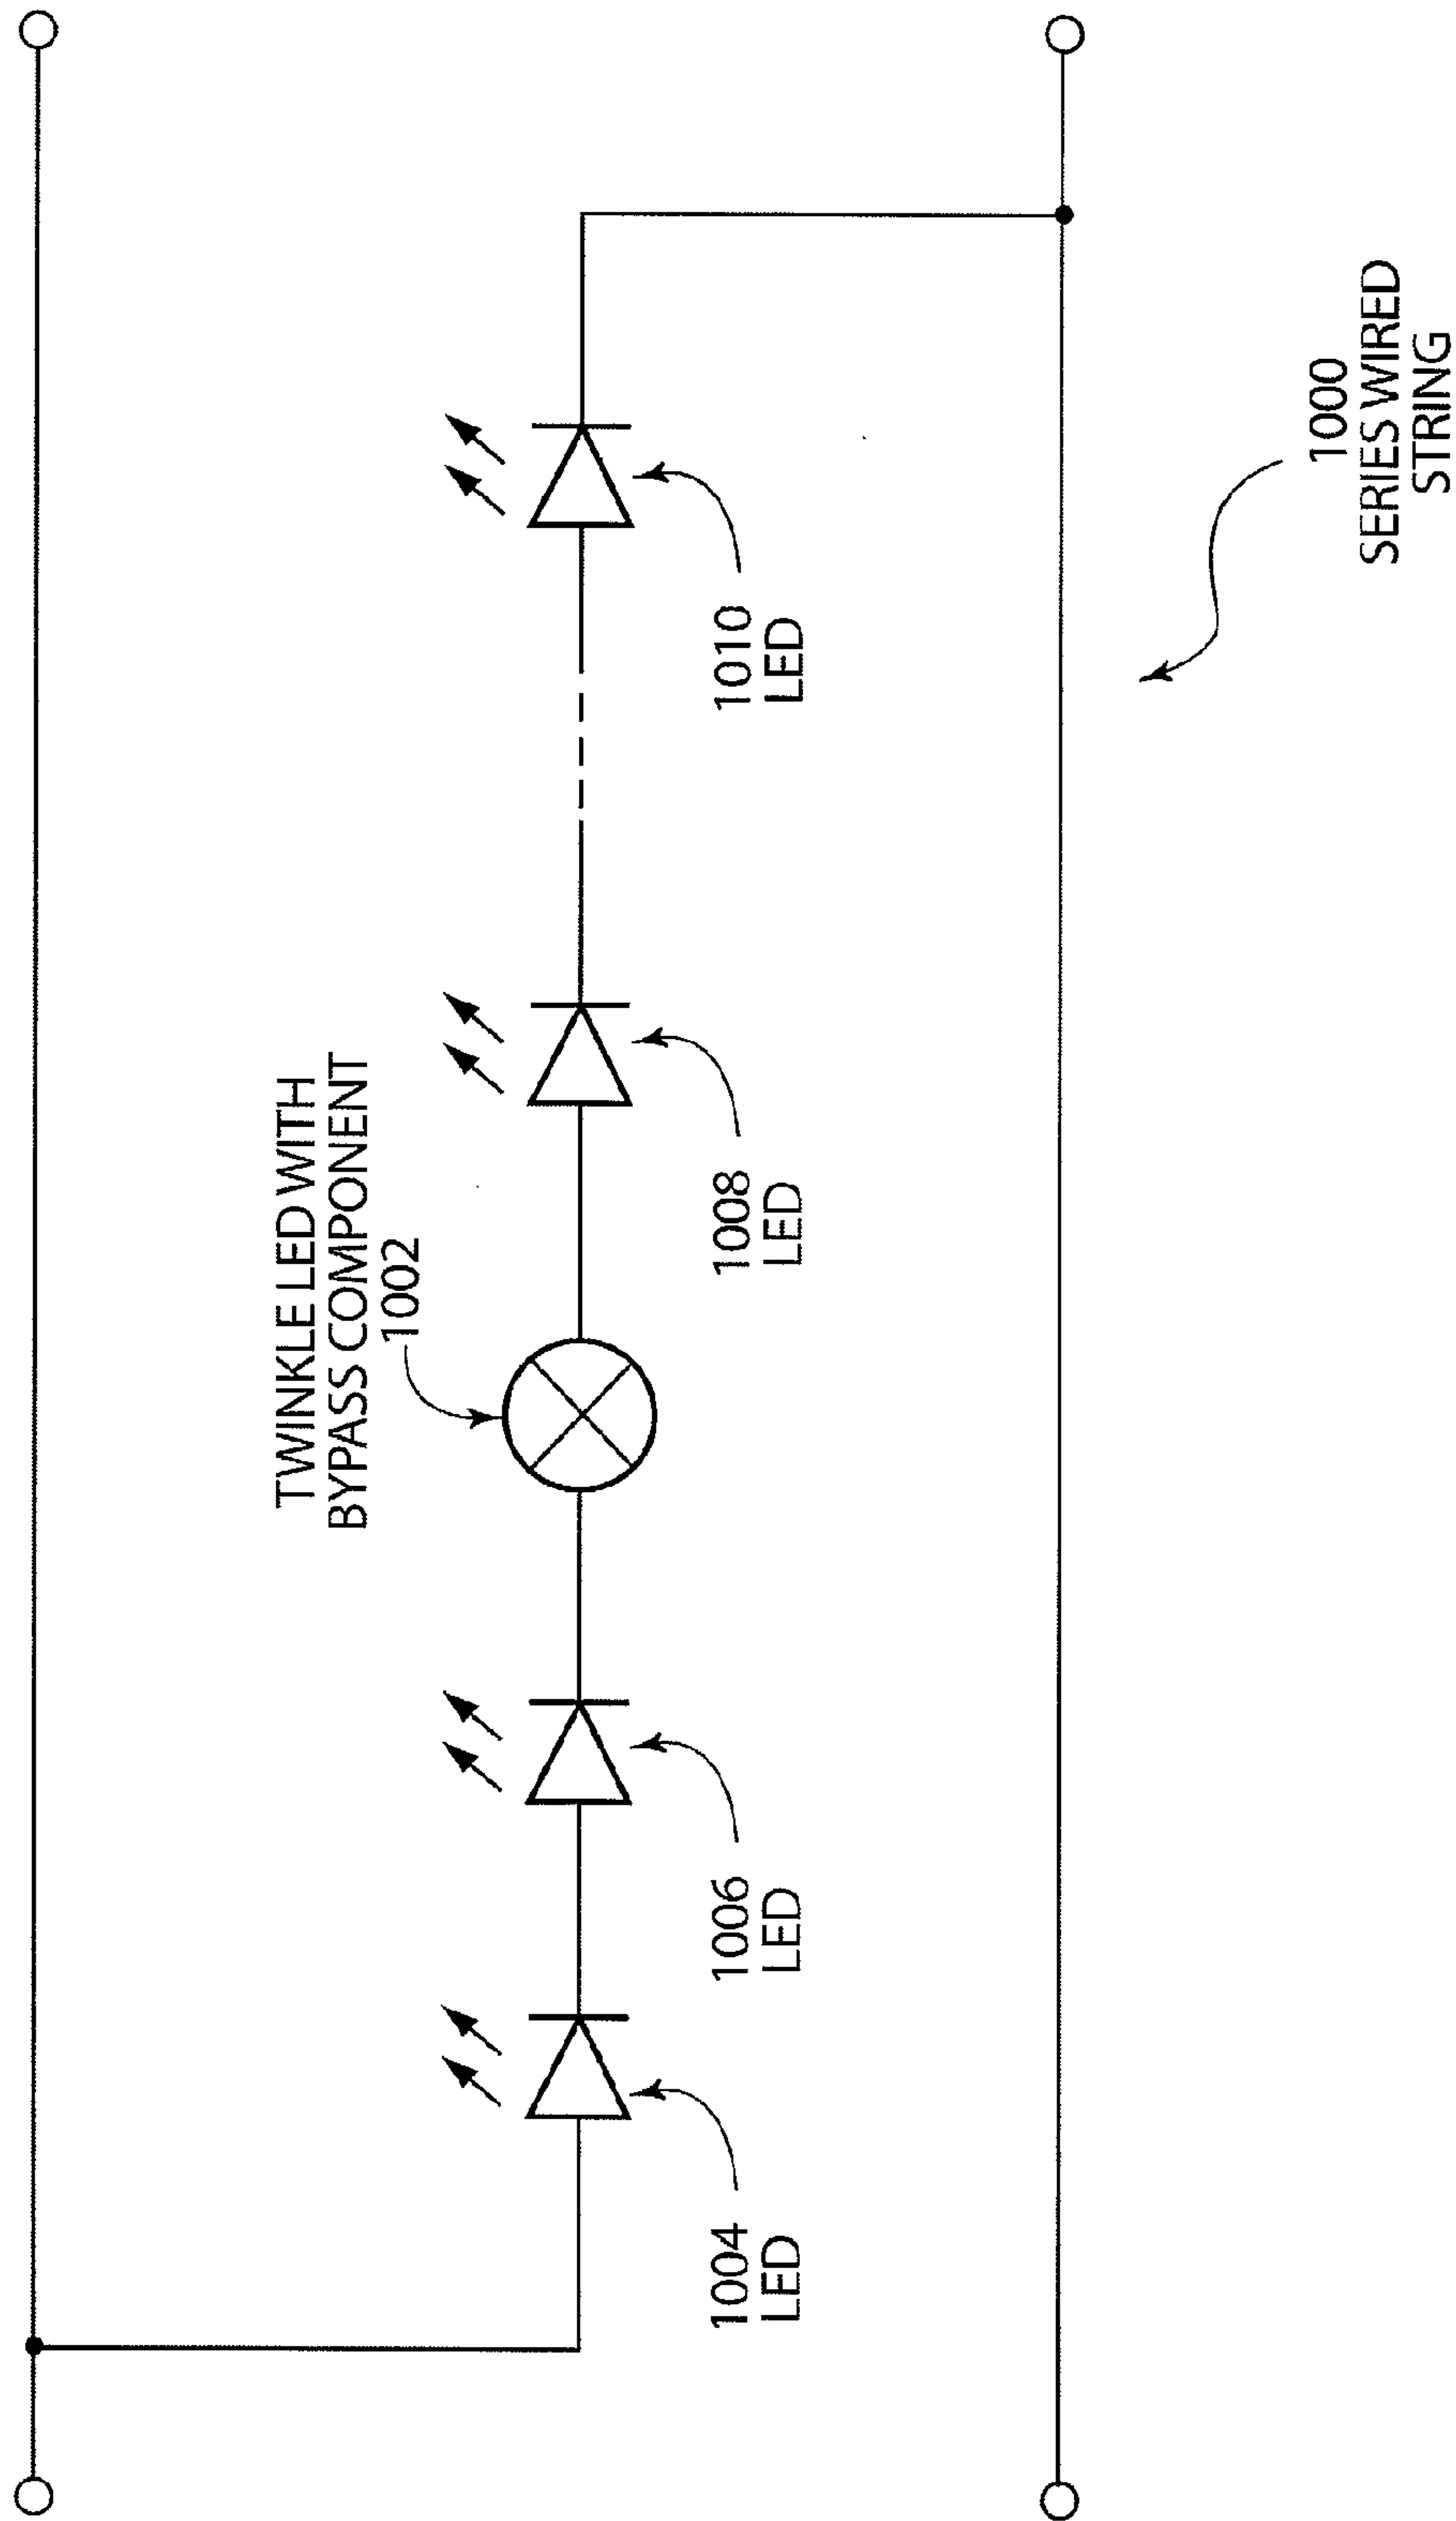 TWINKLE LED WITH
BYPASS COMPONENT
1002
1004
LED
1006
LED
1008
LED
1010
LED
1000
SERIES WIRED
STRING